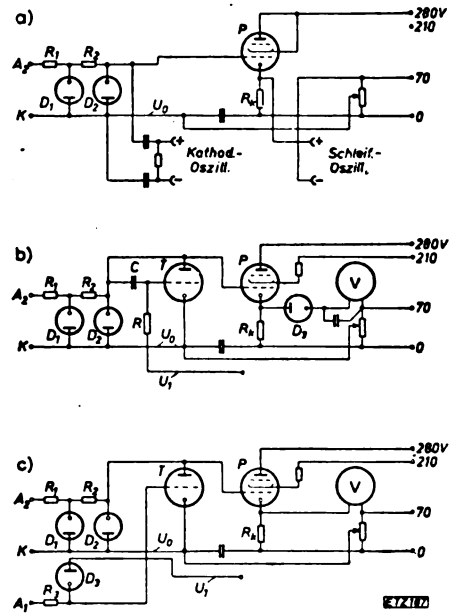 a)
280V
210
P
R1 R2
A2
D1 D2
Rk
70
K U0 0
+ +
Kathod.- Schleif.-
Oszill. Oszill.
− −
b)
280V
210
C T P
V
R1 R2
A2
D1 D2
R
Rk D3
70
K U0 0
U1
c)
280V
210
T P
V
R1 R2
A2
D1 D2
Rk
70
K U0 0
D3
U1
A1
ETZ187